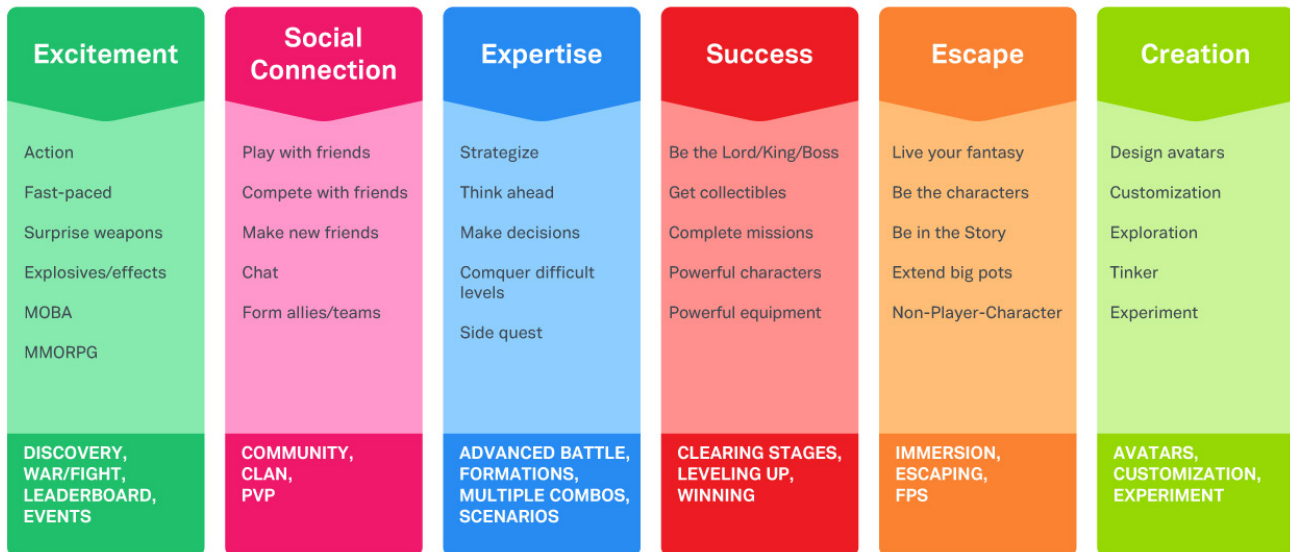 Excitement
Action
Fast-paced
Surprise weapons
Explosives/effects
MOBA
MMORPG
DISCOVERY,
WAR/FIGHT,
LEADERBOARD,
EVENTS
Social
Connection
Play with friends
Compete with friends
Make new friends
Chat
Form allies/teams
COMMUNITY,
CLAN,
PVP
Expertise
Strategize
Think ahead
Make decisions
Comquer difficult
levels
Side quest
ADVANCED BATTLE,
FORMATIONS,
MULTIPLE COMBOS,
SCENARIOS
Success
Be the Lord/King/Boss
Get collectibles
Complete missions
Powerful characters
Powerful equipment
CLEARING STAGES,
LEVELING UP,
WINNING
Escape
Live your fantasy
Be the characters
Be in the Story
Extend big pots
Non-Player-Character
IMMERSION,
ESCAPING,
FPS
Creation
Design avatars
Customization
Exploration
Tinker
Experiment
AVATARS,
CUSTOMIZATION,
EXPERIMENT